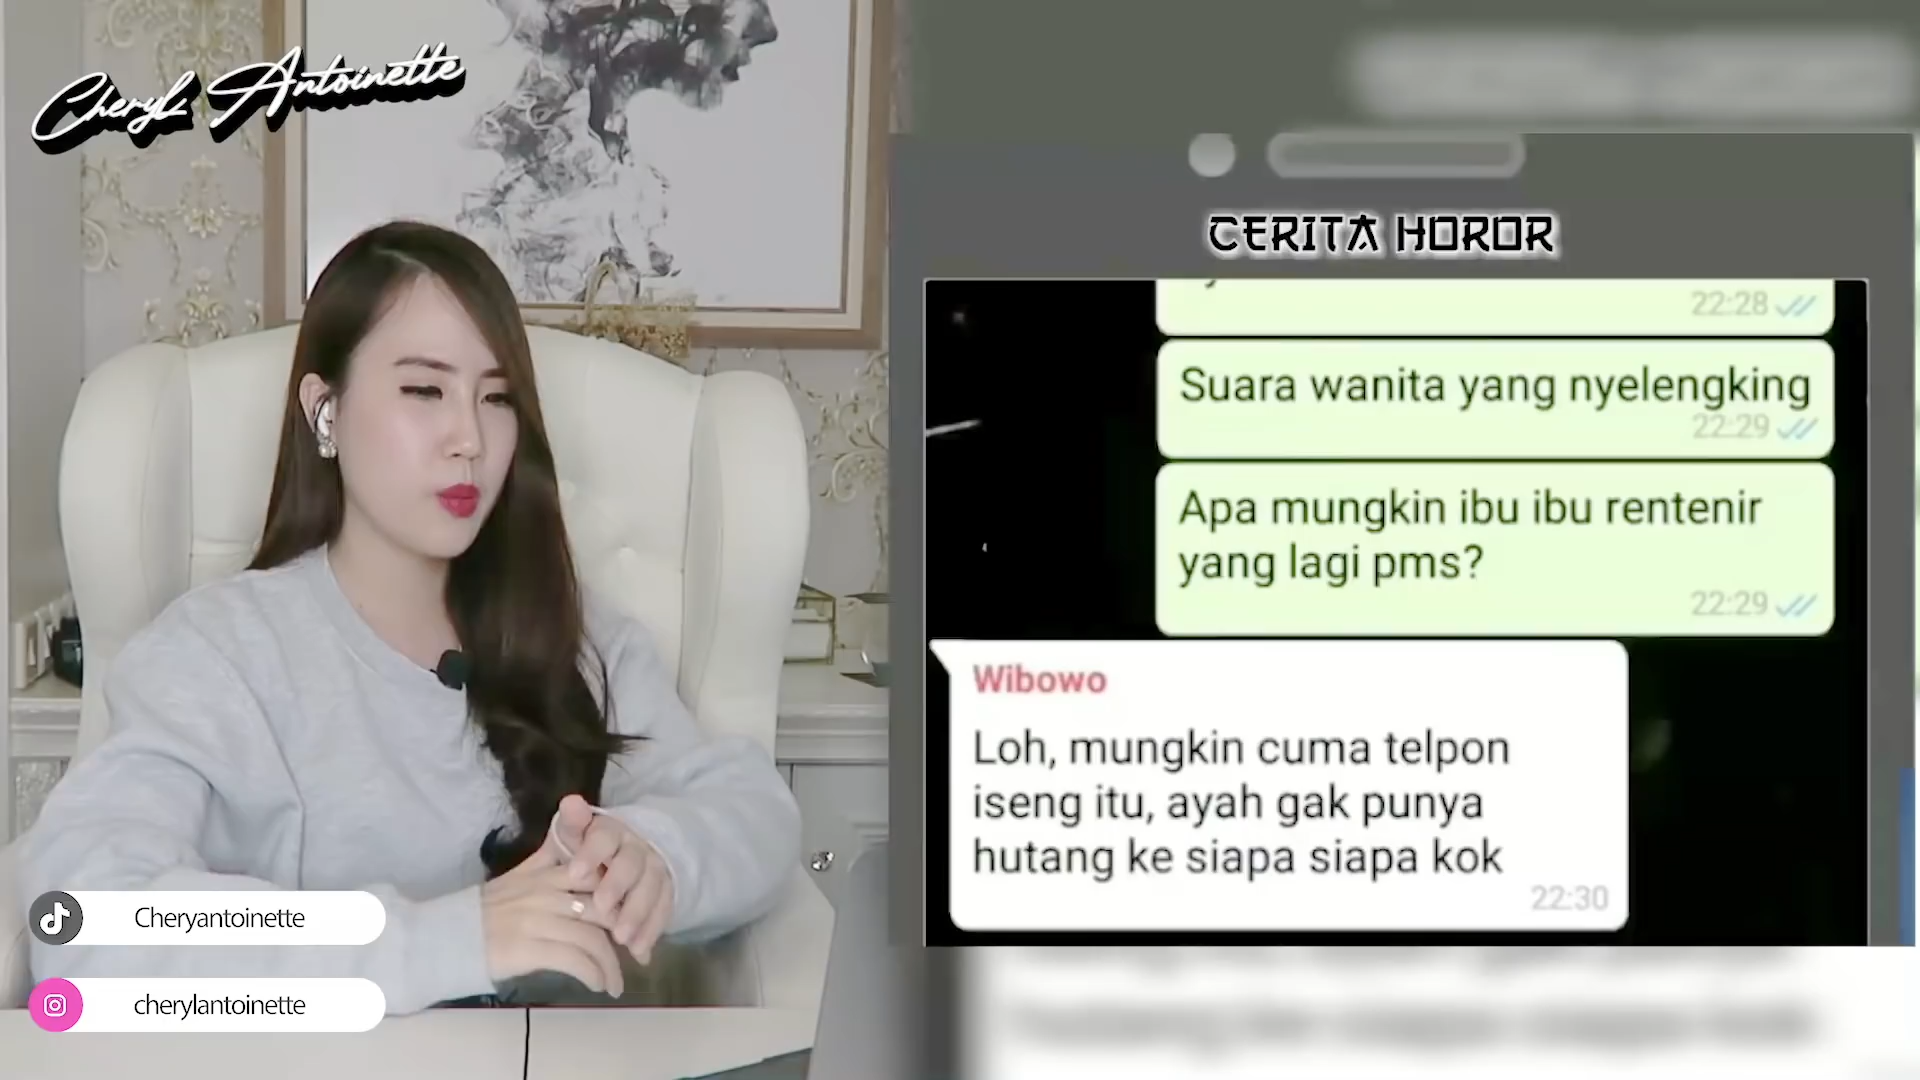 Cheryl Antoinette
CERITA HOROR
22:28
Suara wanita yang nyelengking
22:29
Apa mungkin ibu ibu rentenir
yang lagi pms?
22:29
Wibowo
Loh, mungkin cuma telpon
iseng itu, ayah gak punya
hutang ke siapa siapa kok
22:30
Cheryantoinette
cherylantoinette